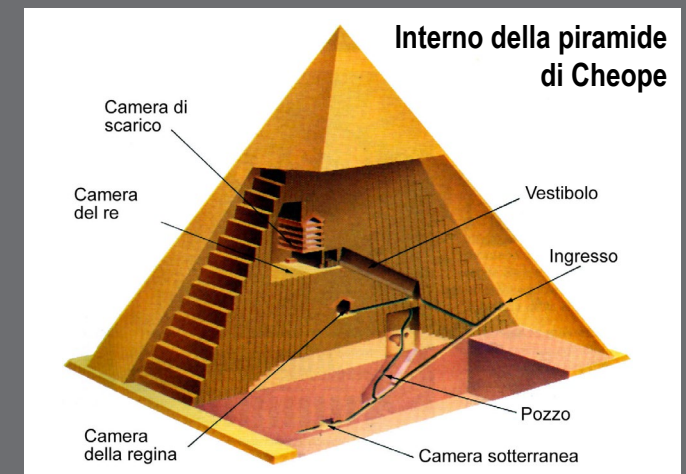 Interno della piramide
di Cheope
Camera di
scarico
Camera
del re
Vestibolo
Ingresso
Pozzo
Camera
della regina
Camera sotterranea